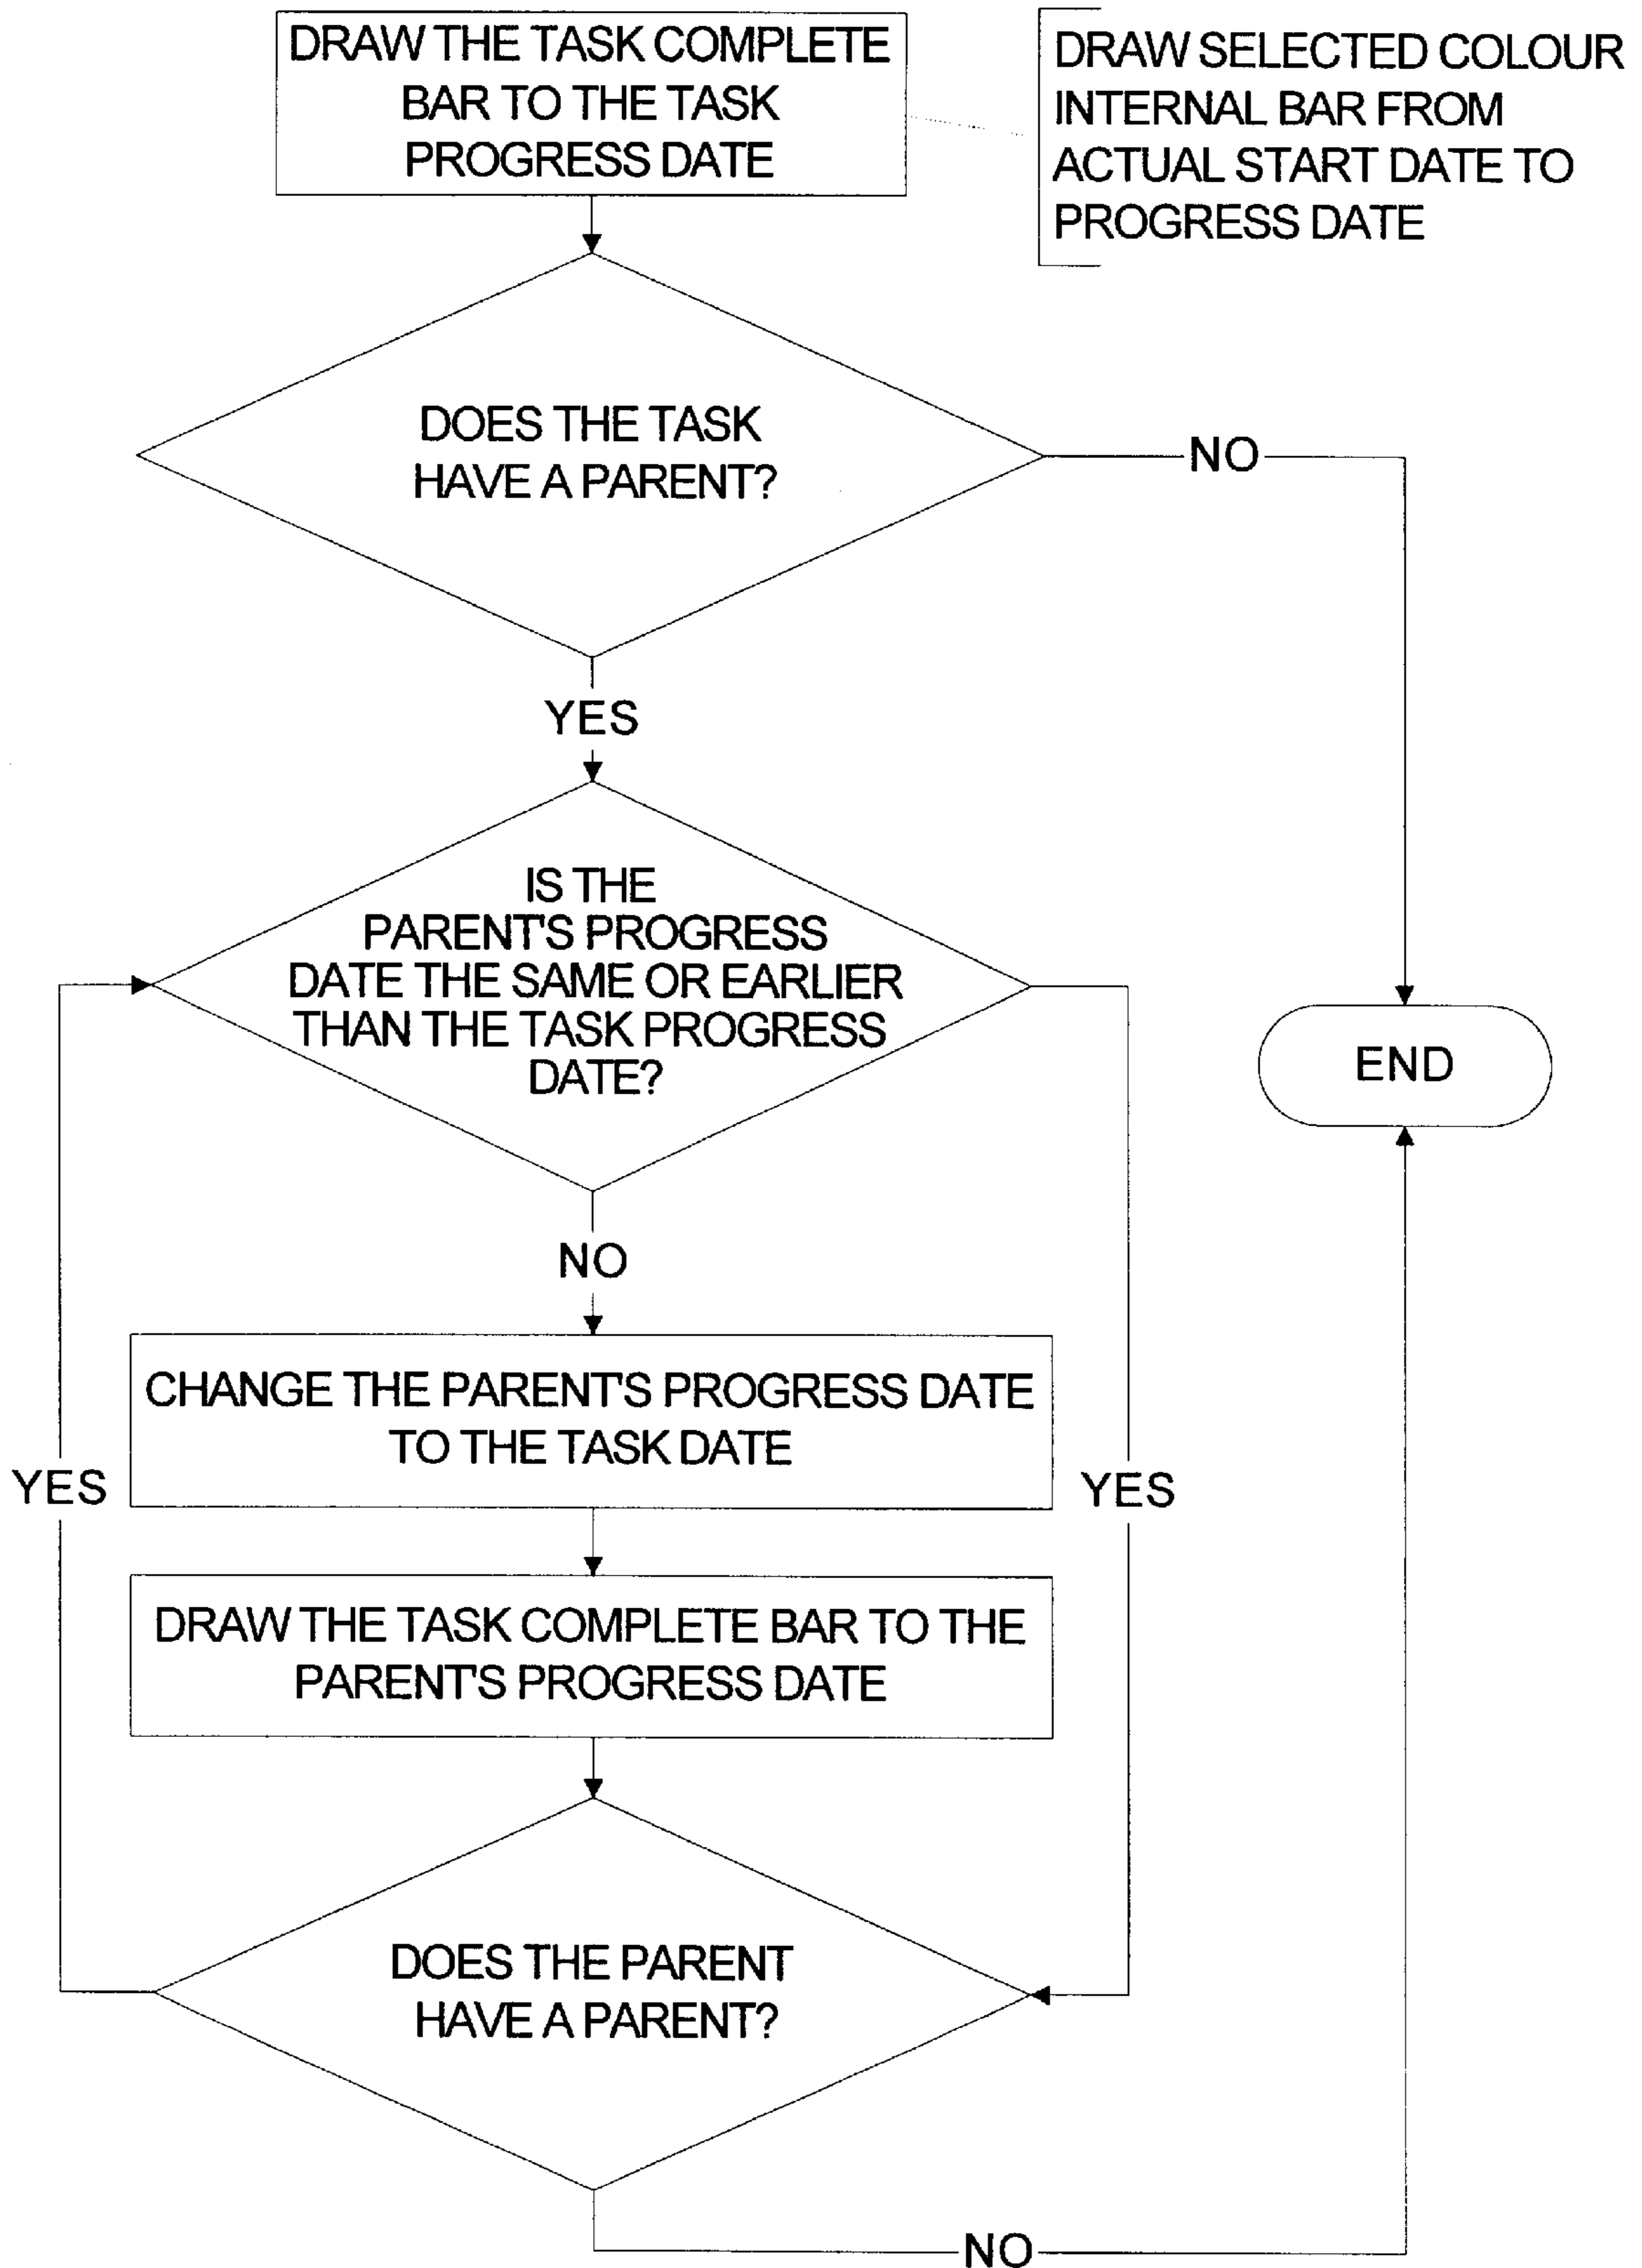 DRAW THE TASK COMPLETE
BAR TO THE TASK
PROGRESS DATE
DRAW SELECTED COLOUR
INTERNAL BAR FROM
ACTUAL START DATE TO
PROGRESS DATE
DOES THE TASK
HAVE A PARENT?
NO
YES
IS THE
PARENT'S PROGRESS
DATE THE SAME OR EARLIER
THAN THE TASK PROGRESS
DATE?
END
NO
CHANGE THE PARENT'S PROGRESS DATE
TO THE TASK DATE
YES
YES
DRAW THE TASK COMPLETE BAR TO THE
PARENT'S PROGRESS DATE
DOES THE PARENT
HAVE A PARENT?
NO